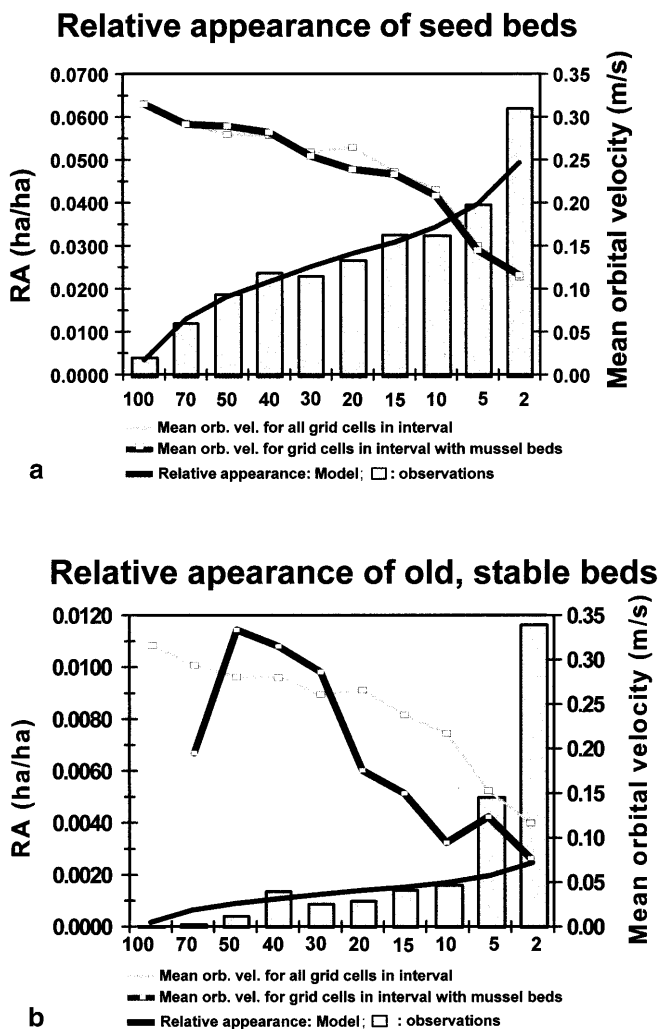 Relative appearance of seed beds
RA (ha/ha)
0.0700
0.0600
0.0500
0.0400
0.0300
0.0200
0.0100
0.0000
0.35
0.30
0.25
0.20
0.15
0.10
0.05
0.00
Mean orbital velocity (m/s)
100 70 50 40 30 20 15 10 5 2
Mean orb. vel. for all grid cells in interval
Mean orb. vel. for grid cells in interval with mussel beds
Relative appearance: Model; : observations
a
Relative apearance of old, stable beds
RA (ha/ha)
0.0120
0.0100
0.0080
0.0060
0.0040
0.0020
0.0000
0.35
0.30
0.25
0.20
0.15
0.10
0.05
0.00
Mean orbital velocity (m/s)
100 70 50 40 30 20 15 10 5 2
Mean orb. vel. for all grid cells in interval
Mean orb. vel. for grid cells in interval with mussel beds
Relative appearance: Model; : observations
b